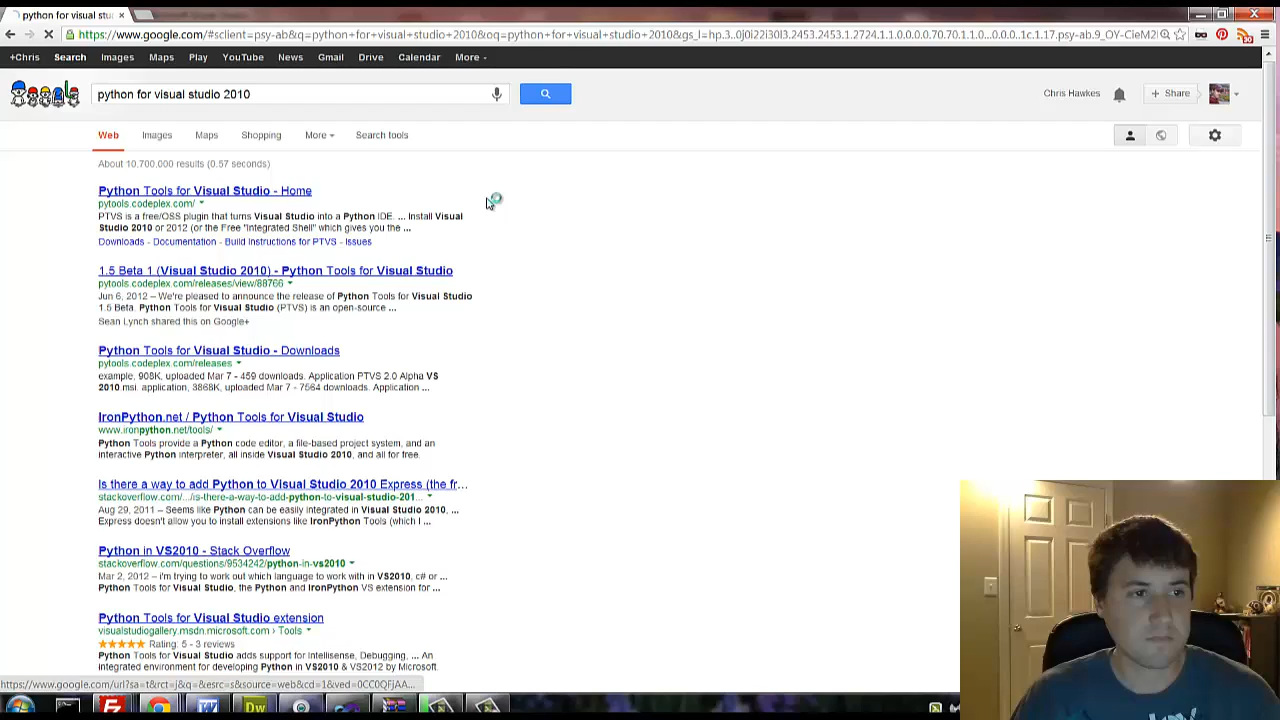 python for visual stu
https://www.google.com/#sclient=psy-ab&q=python+for+visual+studio+2010&oq=python+for+visual+studio+2010&gs_l=hp.3..0j0i22i30l3.2453.2453.1.2724.1.1.0.0.0.0.70.70.1.1.0...0.0...1c.1.17.psy-ab.9_OY-CieM2
+Chris Search Images Maps Play YouTube News Gmail Drive Calendar More
python for visual studio 2010
Chris Hawkes
+ Share
Web Images Maps Shopping More Search tools
About 10,700,000 results (0.57 seconds)
Python Tools for Visual Studio - Home
pytools.codeplex.com/
PTVS is a free/OSS plugin that turns Visual Studio into a Python IDE. ... Install Visual
Studio 2010 or 2012 (or the Free "Integrated Shell" which gives you the ...
Downloads - Documentation - Build Instructions for PTVS - Issues
1.5 Beta 1 (Visual Studio 2010) - Python Tools for Visual Studio
pytools.codeplex.com/releases/view/88766
Jun 6, 2012 – We're pleased to announce the release of Python Tools for Visual Studio
1.5 Beta. Python Tools for Visual Studio (PTVS) is an open-source ...
Sean Lynch shared this on Google+
Python Tools for Visual Studio - Downloads
pytools.codeplex.com/releases
example, 908K, uploaded Mar 7 - 459 downloads. Application PTVS 2.0 Alpha VS
2010 msi. application, 3868K, uploaded Mar 7 - 7564 downloads. Application ...
IronPython.net / Python Tools for Visual Studio
www.ironpython.net/tools/
Python Tools provide a Python code editor, a file-based project system, and an
interactive Python interpreter, all inside Visual Studio 2010, and all for free.
Is there a way to add Python to Visual Studio 2010 Express (the fr...
stackoverflow.com/.../is-there-a-way-to-add-python-to-visual-studio-201...
Aug 29, 2011 – Seems like Python can be easily integrated in Visual Studio 2010, ...
Express doesn't allow you to install extensions like IronPython Tools (which I ...
Python in VS2010 - Stack Overflow
stackoverflow.com/questions/9534242/python-in-vs2010
Mar 2, 2012 – i'm trying to work out which language to work with in VS2010, c# or ...
Python Tools for Visual Studio, the Python and IronPython VS extension for ...
Python Tools for Visual Studio extension
visualstudiogallery.msdn.microsoft.com › Tools
Rating: 5 - 3 reviews
Python Tools for Visual Studio adds support for Intellisense, Debugging, ... An
integrated environment for developing Python in VS2010 & VS2012 by Microsoft.
https://www.google.com/url?sa=t&rct=j&q=&esrc=s&source=web&cd=1&ved=0CC0QFjAA...